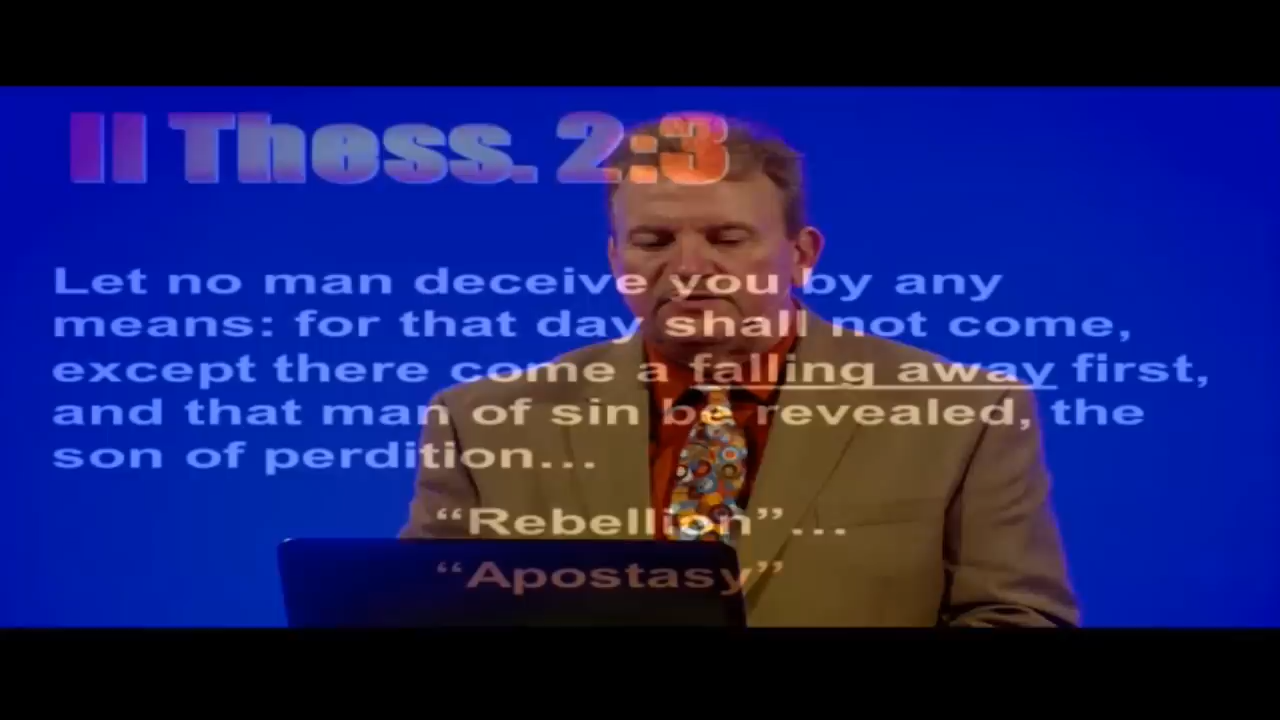 II Thess. 2:3
Let no man deceive you by any
means: for that day shall not come,
except there come a falling away first,
and that man of sin be revealed, the
son of perdition...
“Rebellion”...
“Apostasy”